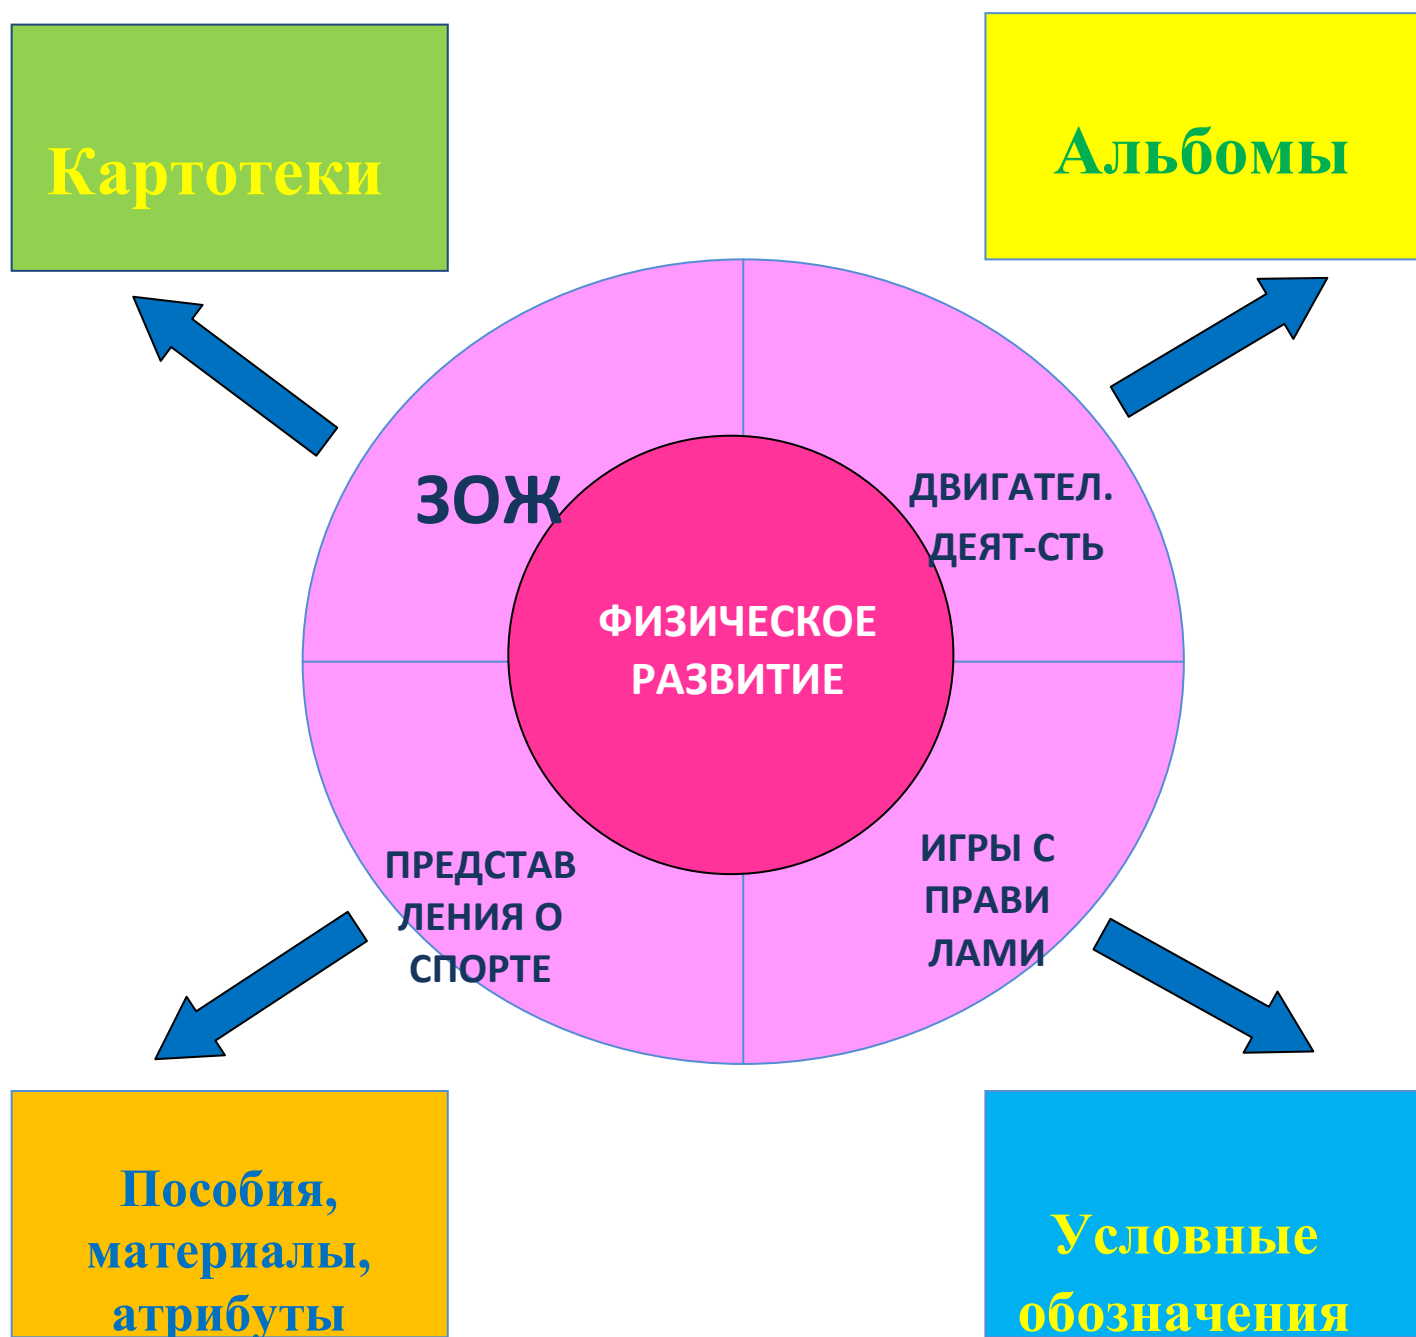 Картотеки
Альбомы
ЗОЖ
ДВИГАТЕЛ.
ДЕЯТ-СТЬ
ФИЗИЧЕСКОЕ
РАЗВИТИЕ
ПРЕДСТАВ
ЛЕНИЯ О
СПОРТЕ
ИГРЫ С
ПРАВИ
ЛАМИ
Пособия,
материалы,
атрибуты
Условные
обозначения